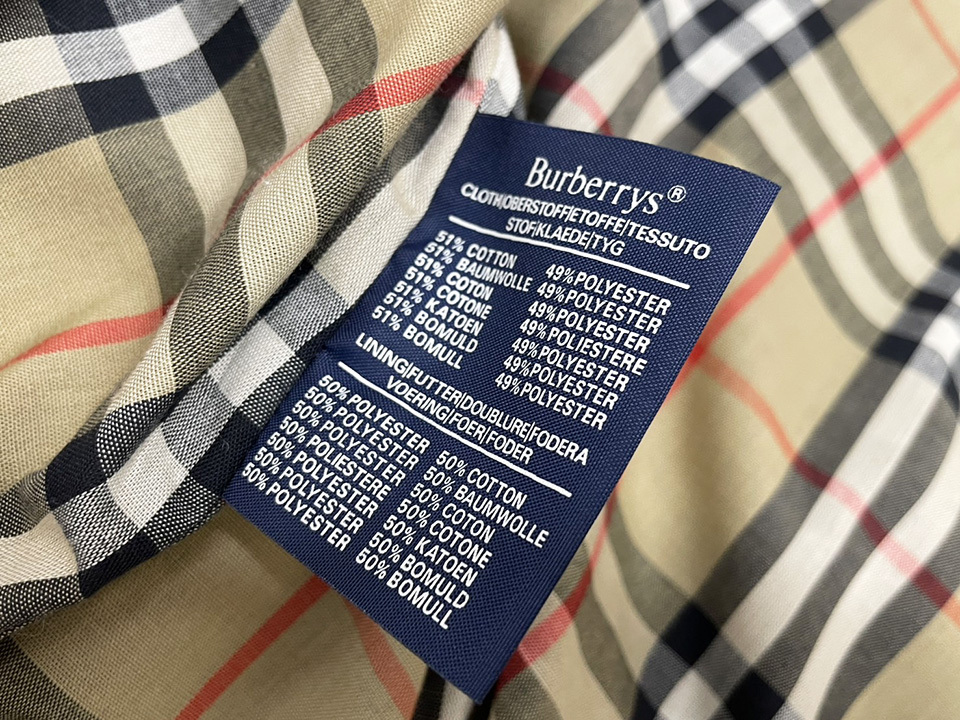 Burberrys®
CLOTH/OBERSTOFF/ETOFFE/TESSUTO
STOF/KLAEDE/TYG
51% COTTON 49% POLYESTER
51% BAUMWOLLE 49% POLYESTER
51% COTON 49% POLYESTER
51% COTONE 49% POLIESTERE
51% KATOEN 49% POLYESTER
51% BOMULD 49% POLYESTER
51% BOMULL 49% POLYESTER
LINING/FUTTER/DOUBLURE/FODERA
VOERING/FOER/FODER
50% POLYESTER 50% COTTON
50% POLYESTER 50% BAUMWOLLE
50% POLYESTER 50% COTON
50% POLIESTERE 50% COTONE
50% POLYESTER 50% KATOEN
50% POLYESTER 50% BOMULD
50% POLYESTER 50% BOMULL